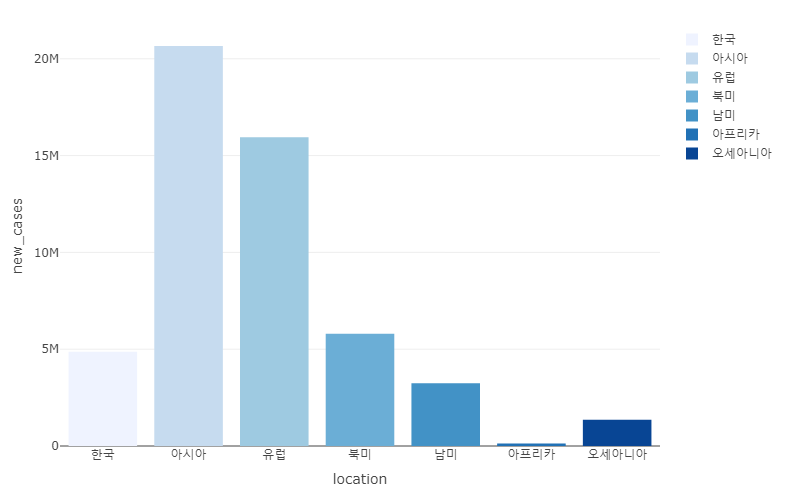 20M
15M
10M
5M
0
new_cases
한국
아시아
유럽
북미
남미
아프리카
오세아니아
location
한국
아시아
유럽
북미
남미
아프리카
오세아니아